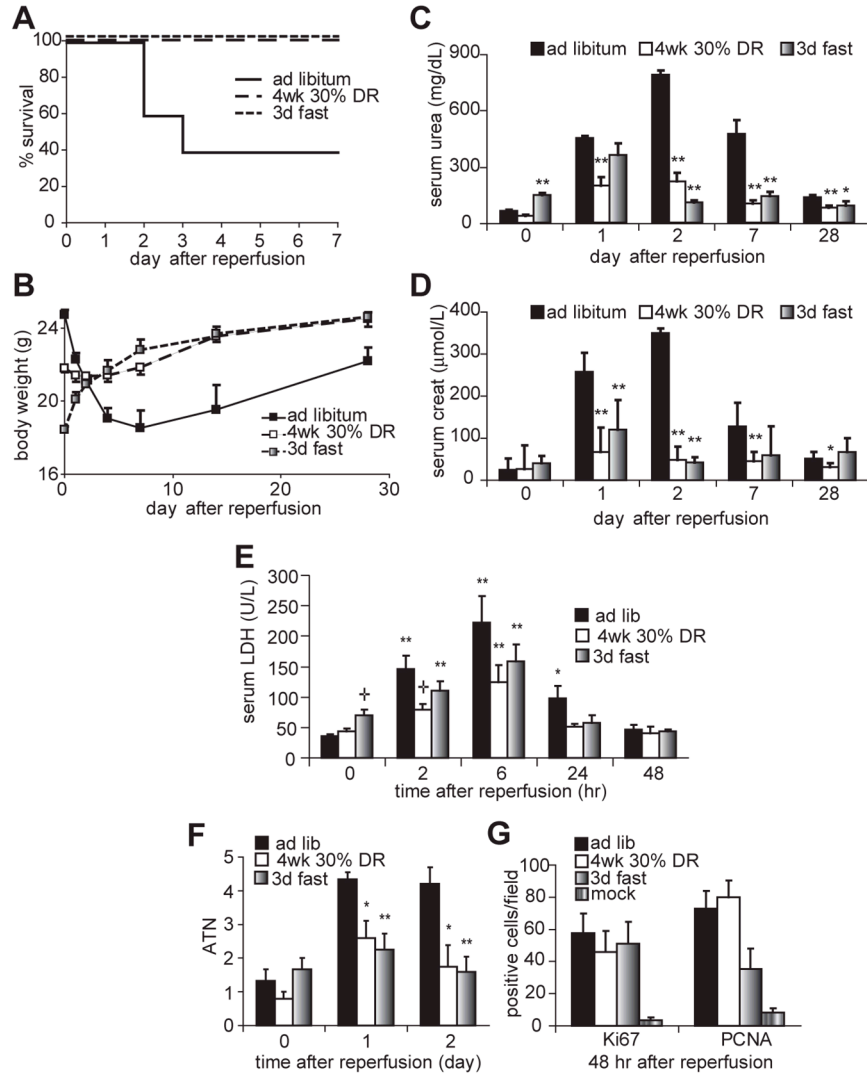 A
100
80
60
40
20
0
% survival
ad libitum
4wk 30% DR
3d fast
0 1 2 3 4 5 6 7
day after reperfusion
B
24
20
16
body weight (g)
ad libitum
4wk 30% DR
3d fast
0 10 20 30
day after reperfusion
C
ad libitum 4wk 30% DR 3d fast
900
600
300
0
serum urea (mg/dL)
** ** ** ** ** ** ** *
0 1 2 7 28
day after reperfusion
D
ad libitum 4wk 30% DR 3d fast
400
300
200
100
0
serum creat (μmol/L)
** ** ** ** ** *
0 1 2 7 28
day after reperfusion
E
300
250
200
150
100
50
0
serum LDH (U/L)
ad lib
4wk 30% DR
3d fast
✢ ** ✢ ** ** ** ** *
0 2 6 24 48
time after reperfusion (hr)
F
ad lib
4wk 30% DR
3d fast
5
4
3
2
1
0
ATN
* ** * **
0 1 2
time after reperfusion (day)
G
ad lib
4wk 30% DR
3d fast
mock
100
80
60
40
20
0
positive cells/field
Ki67 PCNA
48 hr after reperfusion